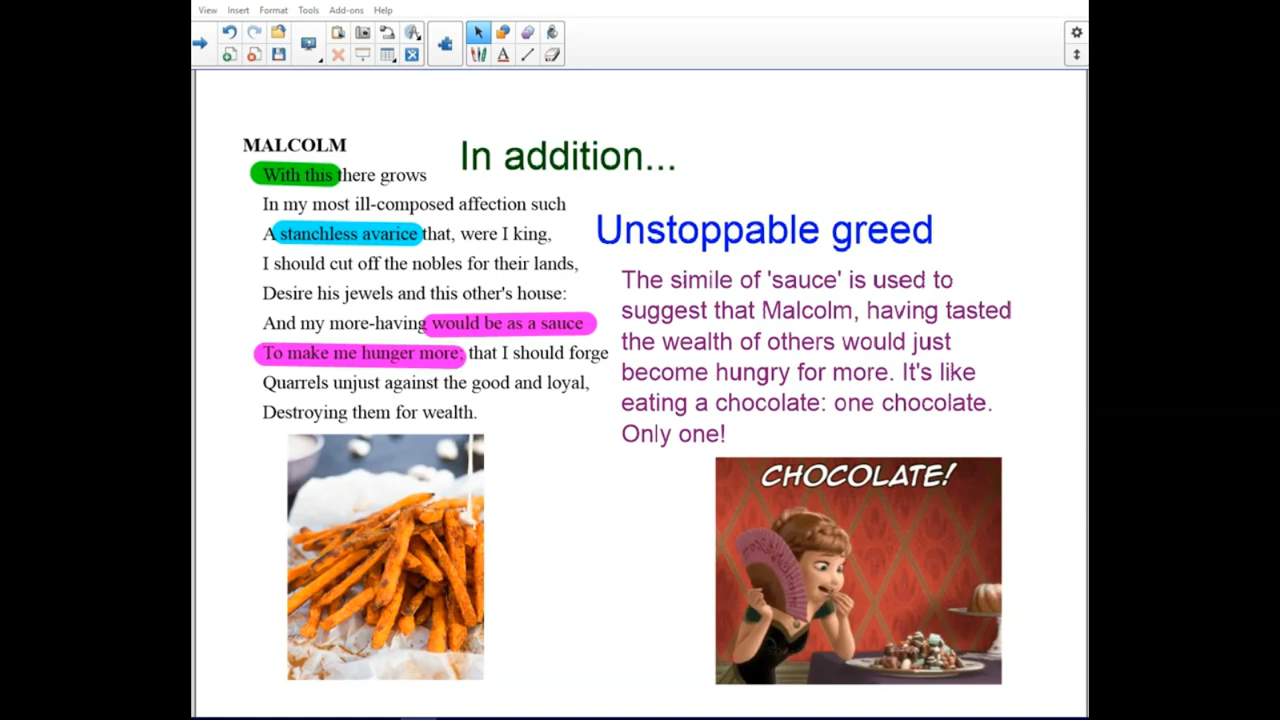 View Insert Format Tools Add-ons Help
MALCOLM
With this there grows
In my most ill-composed affection such
A stanchless avarice that, were I king,
I should cut off the nobles for their lands,
Desire his jewels and this other's house:
And my more-having would be as a sauce
To make me hunger more; that I should forge
Quarrels unjust against the good and loyal,
Destroying them for wealth.
In addition...
Unstoppable greed
The simile of 'sauce' is used to
suggest that Malcolm, having tasted
the wealth of others would just
become hungry for more. It's like
eating a chocolate: one chocolate.
Only one!
CHOCOLATE!